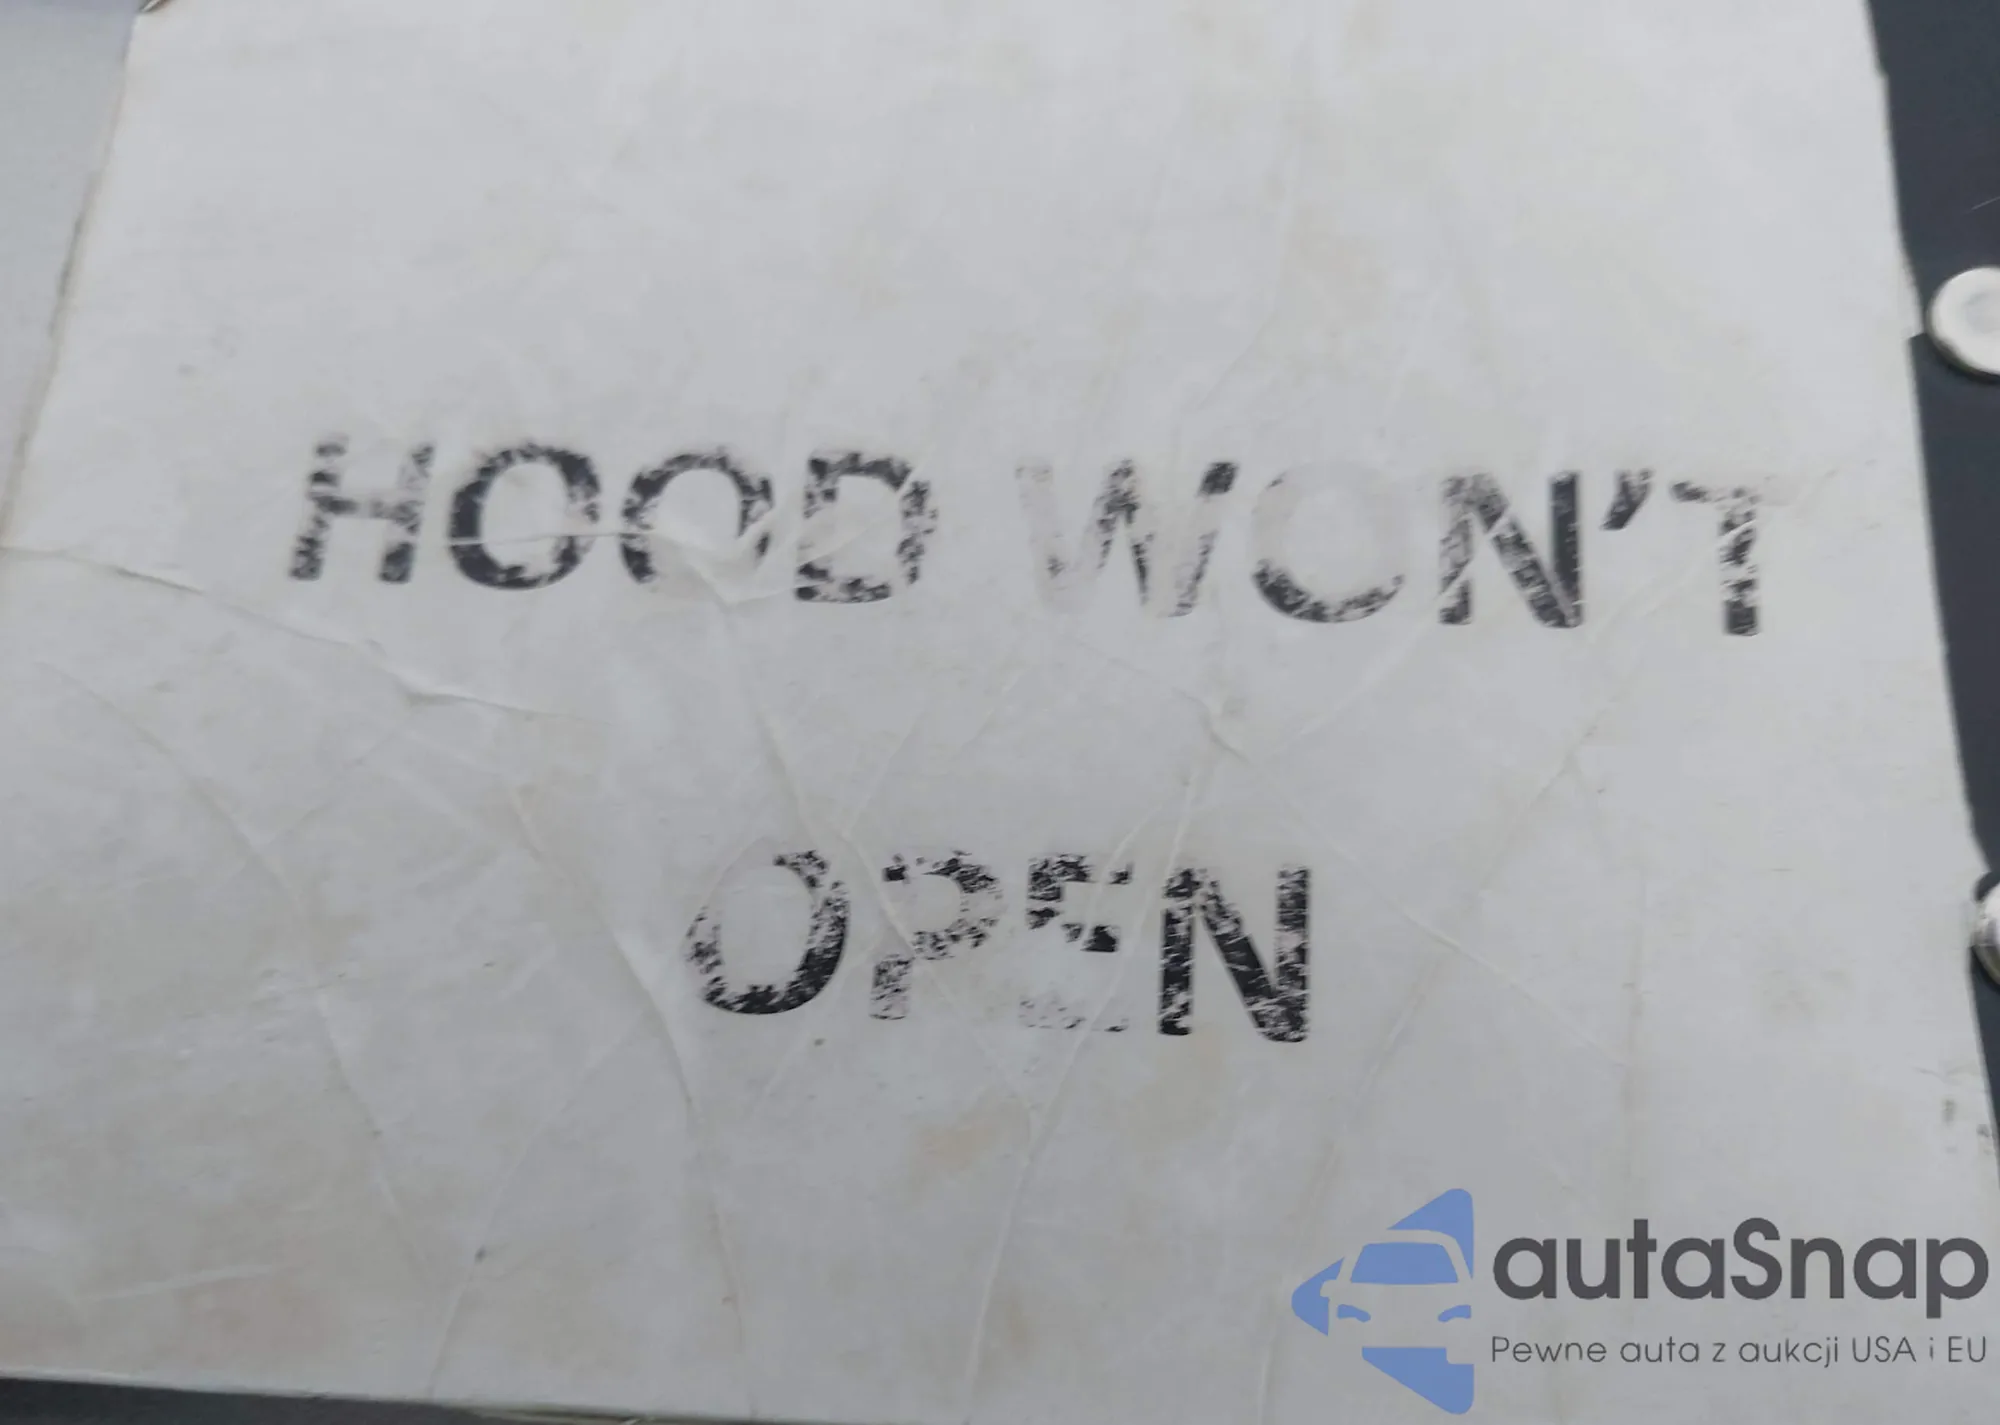 HOOD WON'T
OPEN
autaSnap
Pewne auta z aukcji USA i EU